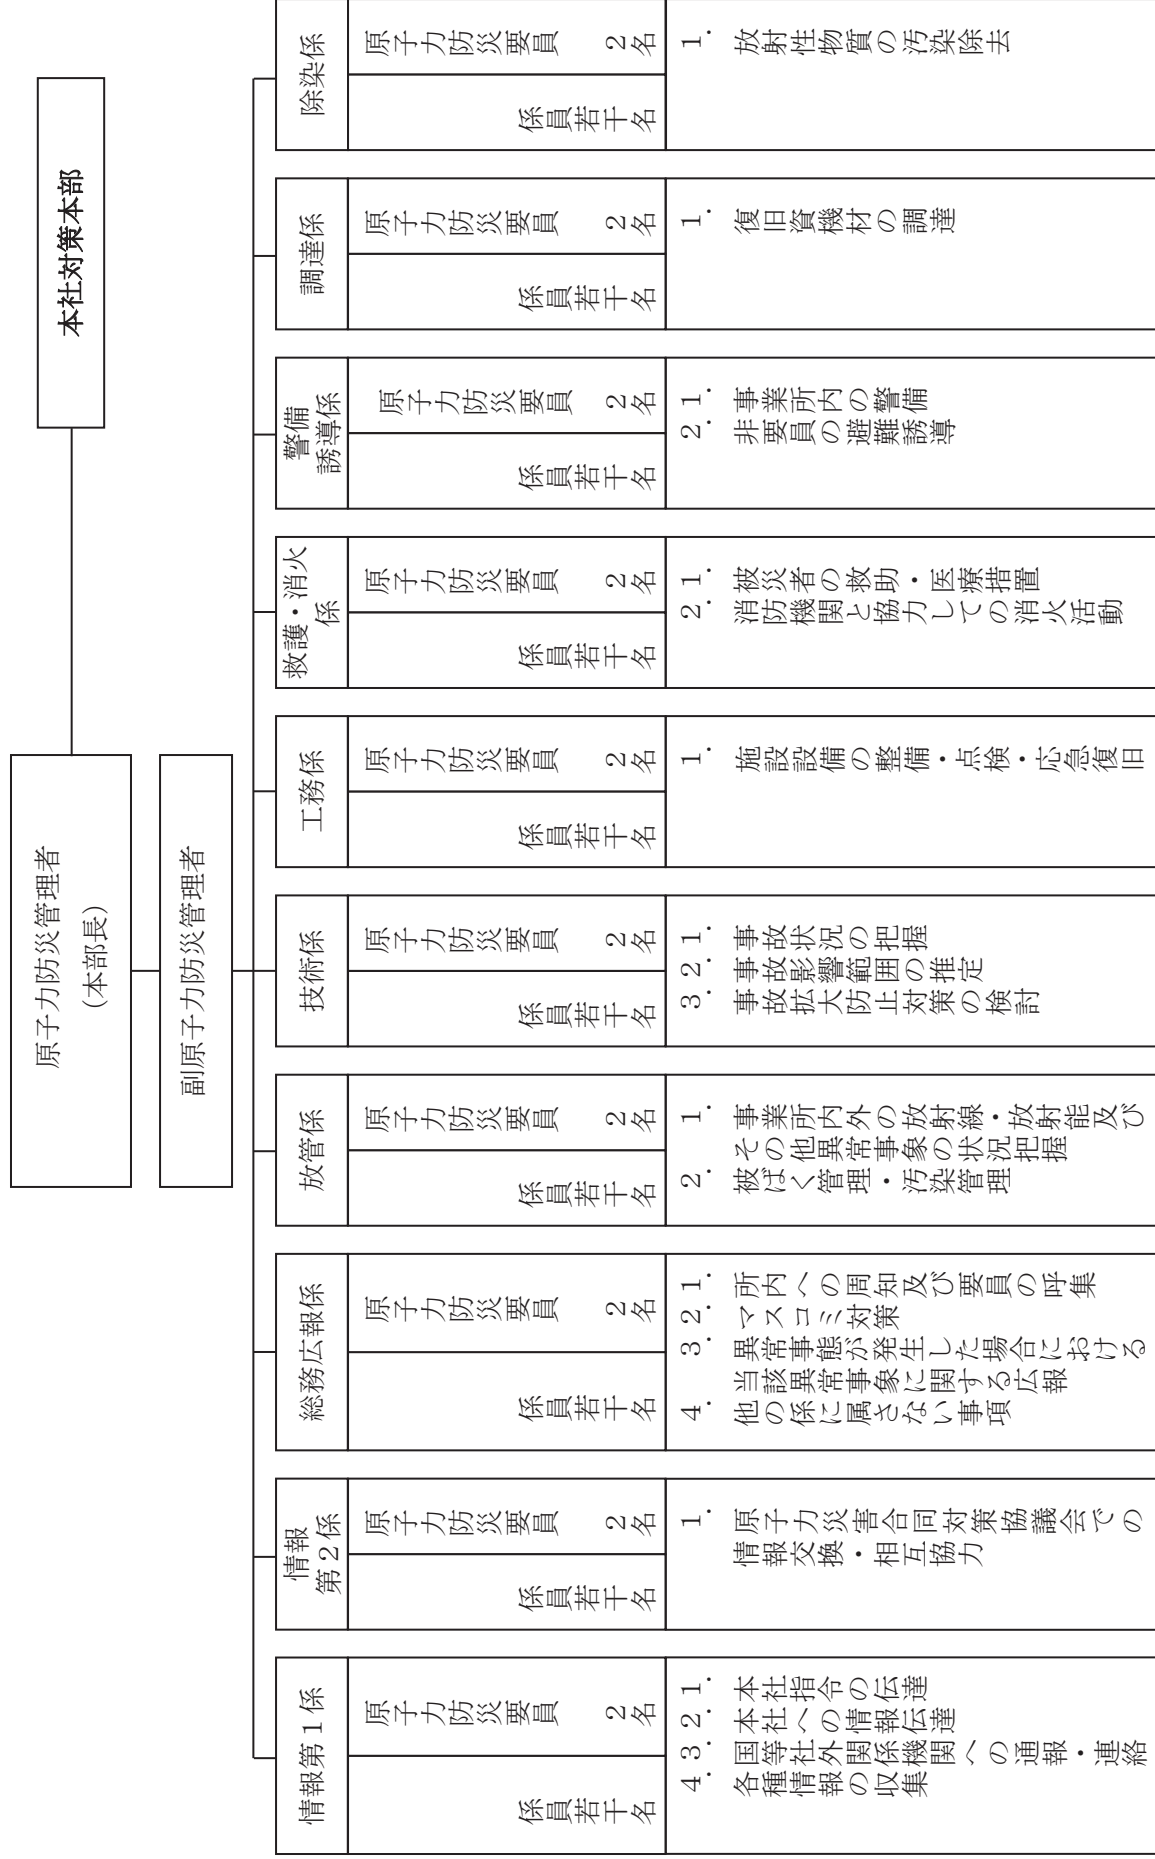 本社対策本部
原子力防災管理者
（本部長）
副原子力防災管理者
情報第１係
原子力防災要員　２名
係員若干名
１．本社指令の伝達
２．本社への情報伝達
３．国等社外関係機関への通報・連絡
４．各種情報の収集
情報
第２係
原子力防災要員　２名
係員若干名
１．原子力災害合同対策協議会での
情報交換・相互協力
総務広報係
原子力防災要員　２名
係員若干名
１．所内への周知及び要員の呼集
２．マスコミ対策
３．異常事態が発生した場合における
当該異常事象に関する広報
４．他の係に属さない事項
放管係
原子力防災要員　２名
係員若干名
１．事業所内外の放射線・放射能及び
その他異常事象の状況把握
２．被ばく管理・汚染管理
技術係
原子力防災要員　２名
係員若干名
１．事故状況の把握
２．事故影響範囲の推定
３．事故拡大防止対策の検討
工務係
原子力防災要員　２名
係員若干名
１．施設設備の整備・点検・応急復旧
救護・消火
係
原子力防災要員　２名
係員若干名
１．被災者の救助・医療措置
２．消防機関と協力しての消火活動
警備
誘導係
原子力防災要員　２名
係員若干名
１．事業所内の警備
２．非要員の避難誘導
調達係
原子力防災要員　２名
係員若干名
１．復旧資機材の調達
除染係
原子力防災要員　２名
係員若干名
１．放射性物質の汚染除去